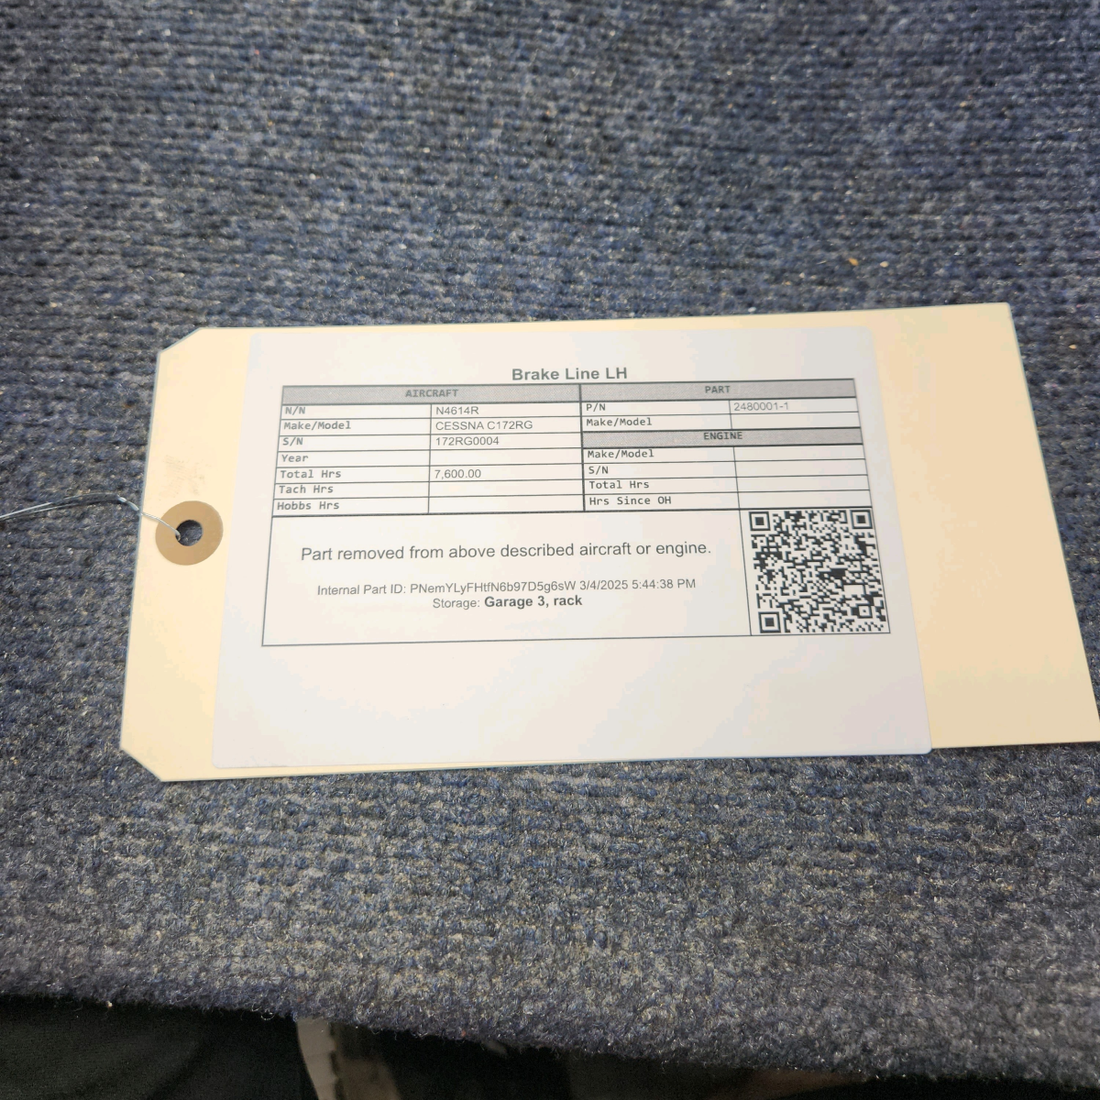 Brake Line LH
AIRCRAFT PART
N/N N4614R P/N 2480001-1
Make/Model CESSNA C172RG Make/Model
S/N 172RG0004 ENGINE
Year Make/Model
Total Hrs 7,600.00 S/N
Tach Hrs Total Hrs
Hobbs Hrs Hrs Since OH
Part removed from above described aircraft or engine.
Internal Part ID: PNemYLyFHtfN6b97D5g6sW 3/4/2025 5:44:38 PM
Storage: Garage 3, rack